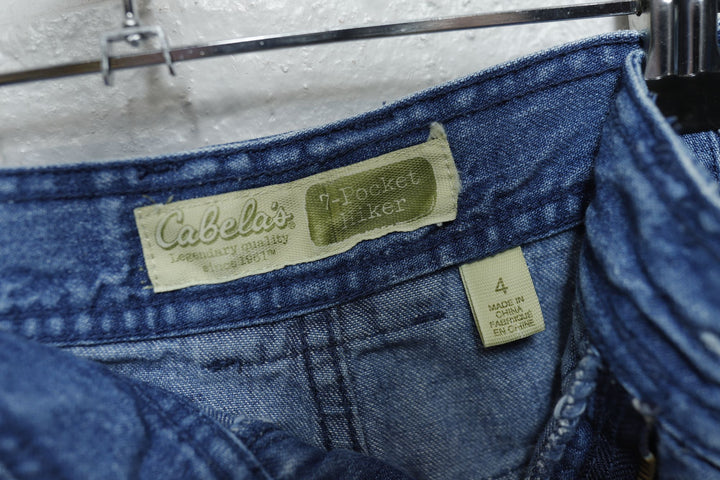 Cabela's®
Legendary quality
since 1961™
7-Pocket
Hiker
4
MADE IN
CHINA
FABRIQUÉ
EN CHINE